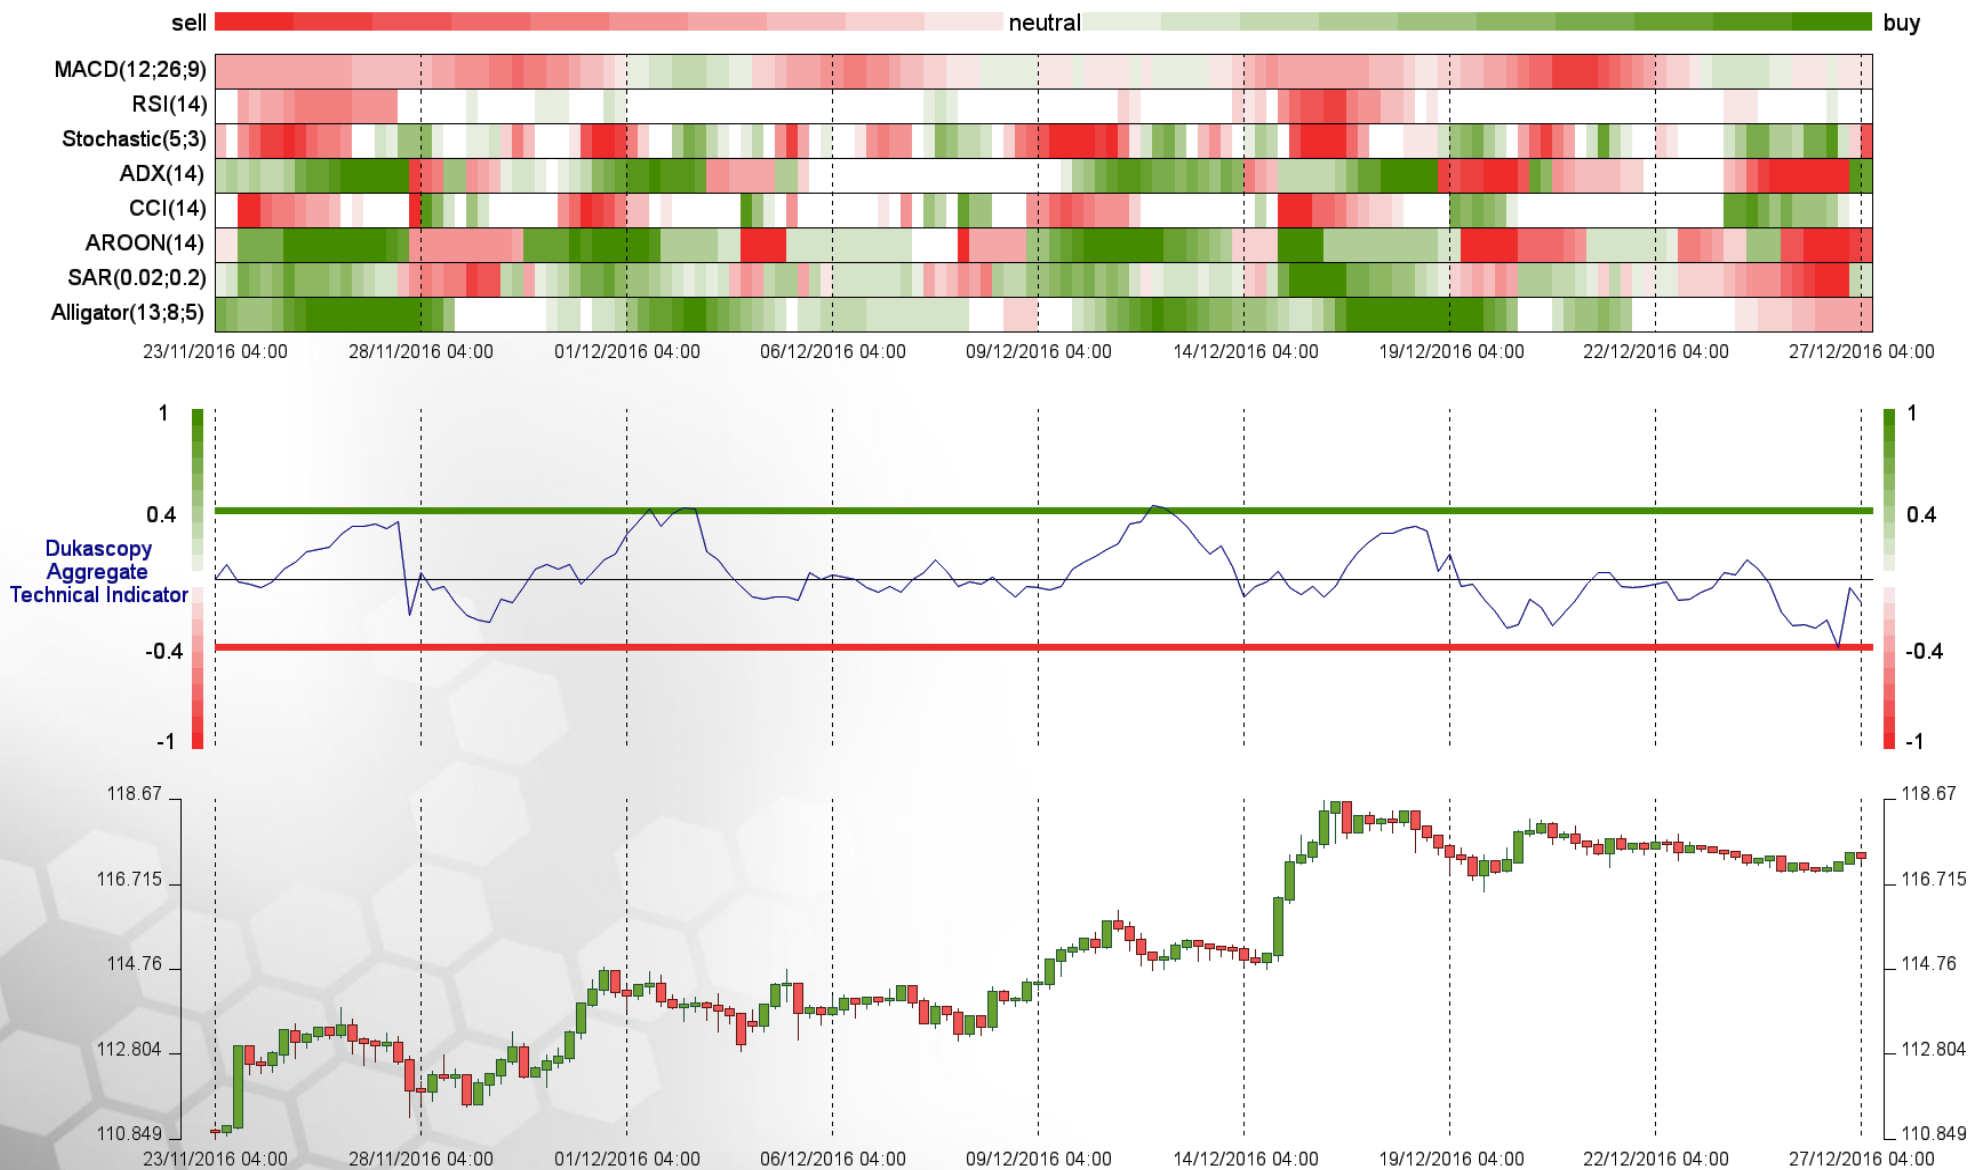 sell neutral buy
MACD(12;26;9)
RSI(14)
Stochastic(5;3)
ADX(14)
CCI(14)
AROON(14)
SAR(0.02;0.2)
Alligator(13;8;5)
23/11/2016 04:00 28/11/2016 04:00 01/12/2016 04:00 06/12/2016 04:00 09/12/2016 04:00 14/12/2016 04:00 19/12/2016 04:00 22/12/2016 04:00 27/12/2016 04:00
1 1
0.4 0.4
Dukascopy
Aggregate
Technical Indicator
-0.4 -0.4
-1 -1
118.67 118.67
116.715 116.715
114.76 114.76
112.804 112.804
110.849 110.849
23/11/2016 04:00 28/11/2016 04:00 01/12/2016 04:00 06/12/2016 04:00 09/12/2016 04:00 14/12/2016 04:00 19/12/2016 04:00 22/12/2016 04:00 27/12/2016 04:00